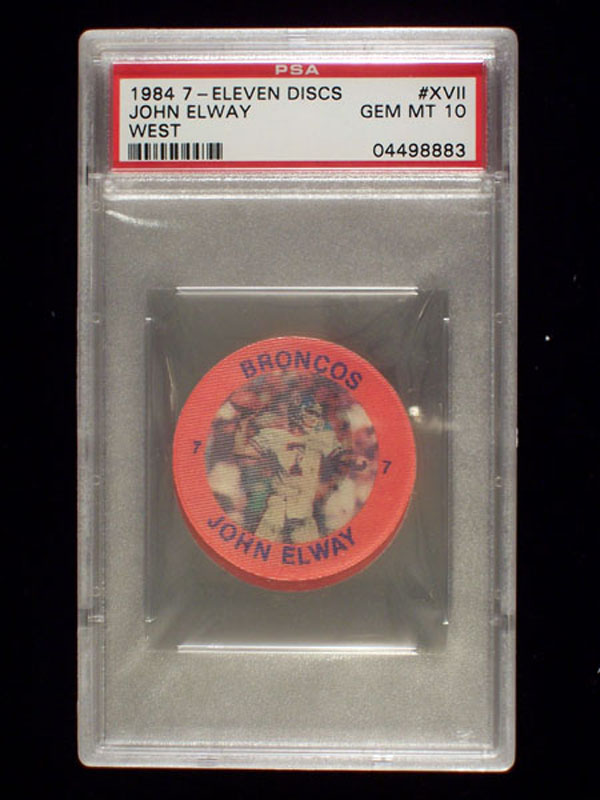 PSA
1984 7-ELEVEN DISCS #XVII
JOHN ELWAY GEM MT 10
WEST
04498883
BRONCOS
7 7
7
JOHN ELWAY